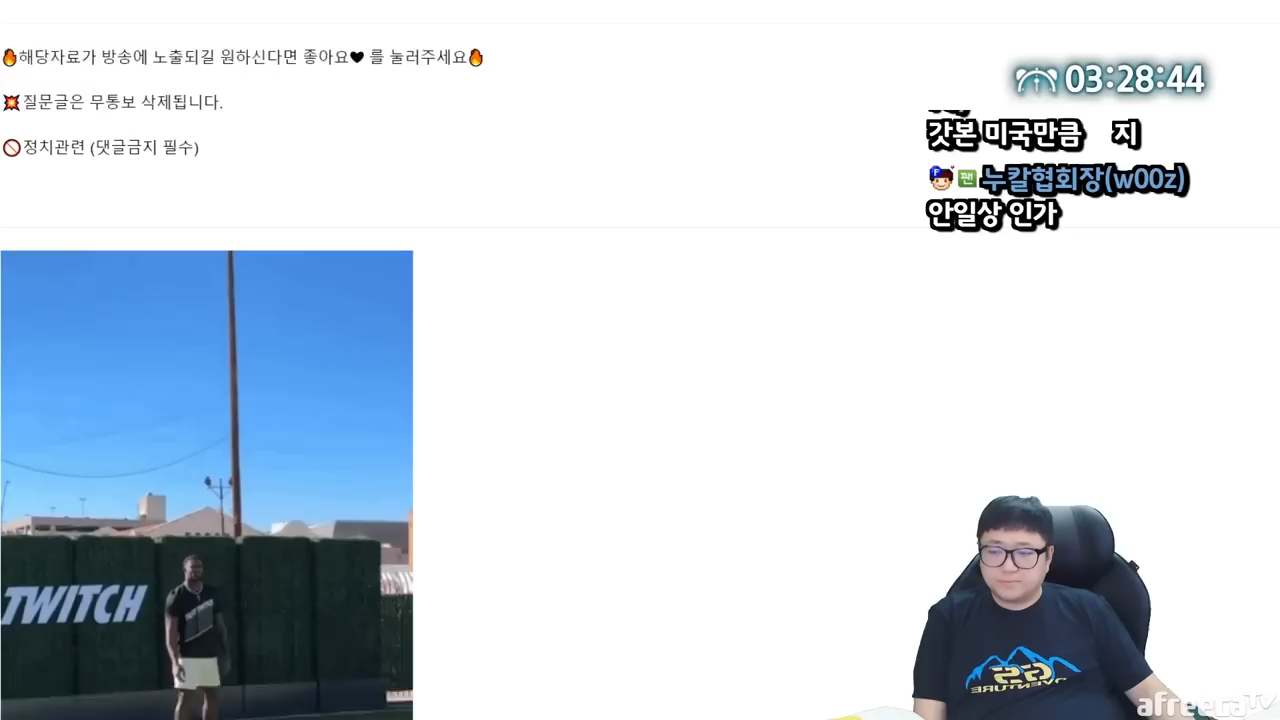 🔥해당자료가 방송에 노출되길 원하신다면 좋아요🖤 를 눌러주세요🔥
💥질문글은 무통보 삭제됩니다.
🚫정치관련 (댓글금지 필수)
03:28:44
갓본 미국만큼 지
P 팬 누칼협회장(w00z)
안일상 인가
TWITCH
afreecaTV